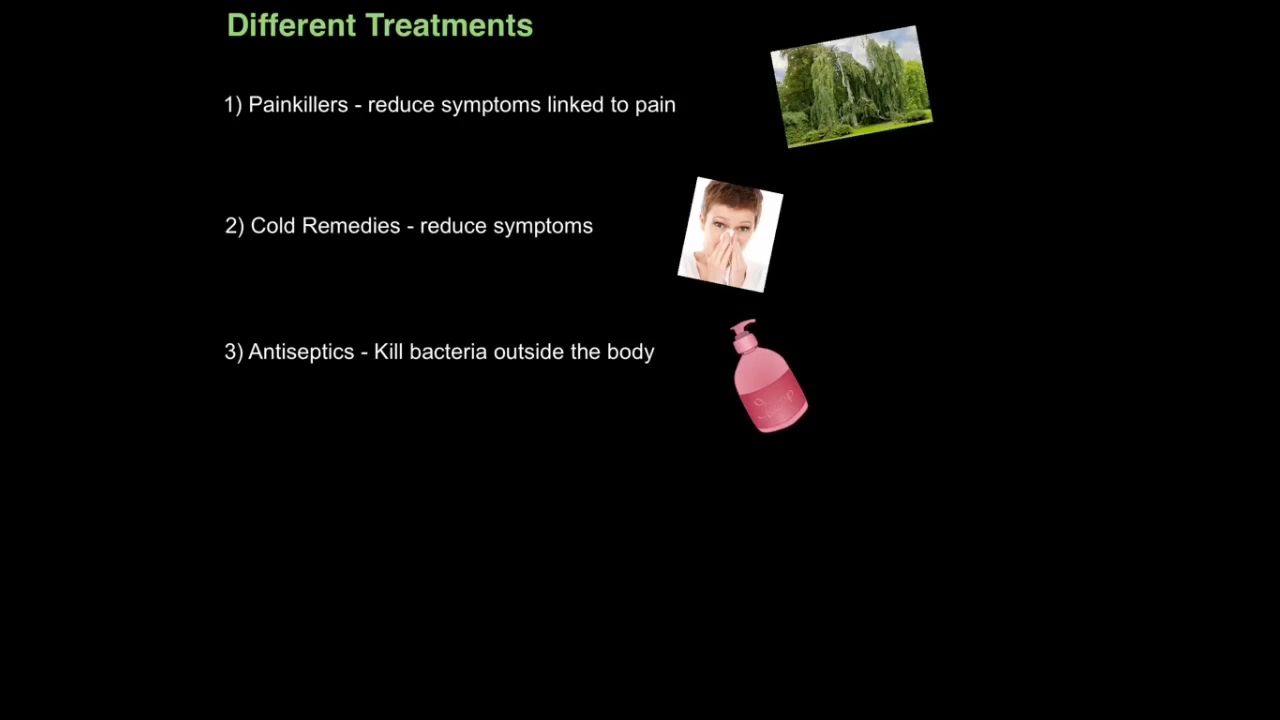 Different Treatments
1) Painkillers - reduce symptoms linked to pain
2) Cold Remedies - reduce symptoms
3) Antiseptics - Kill bacteria outside the body